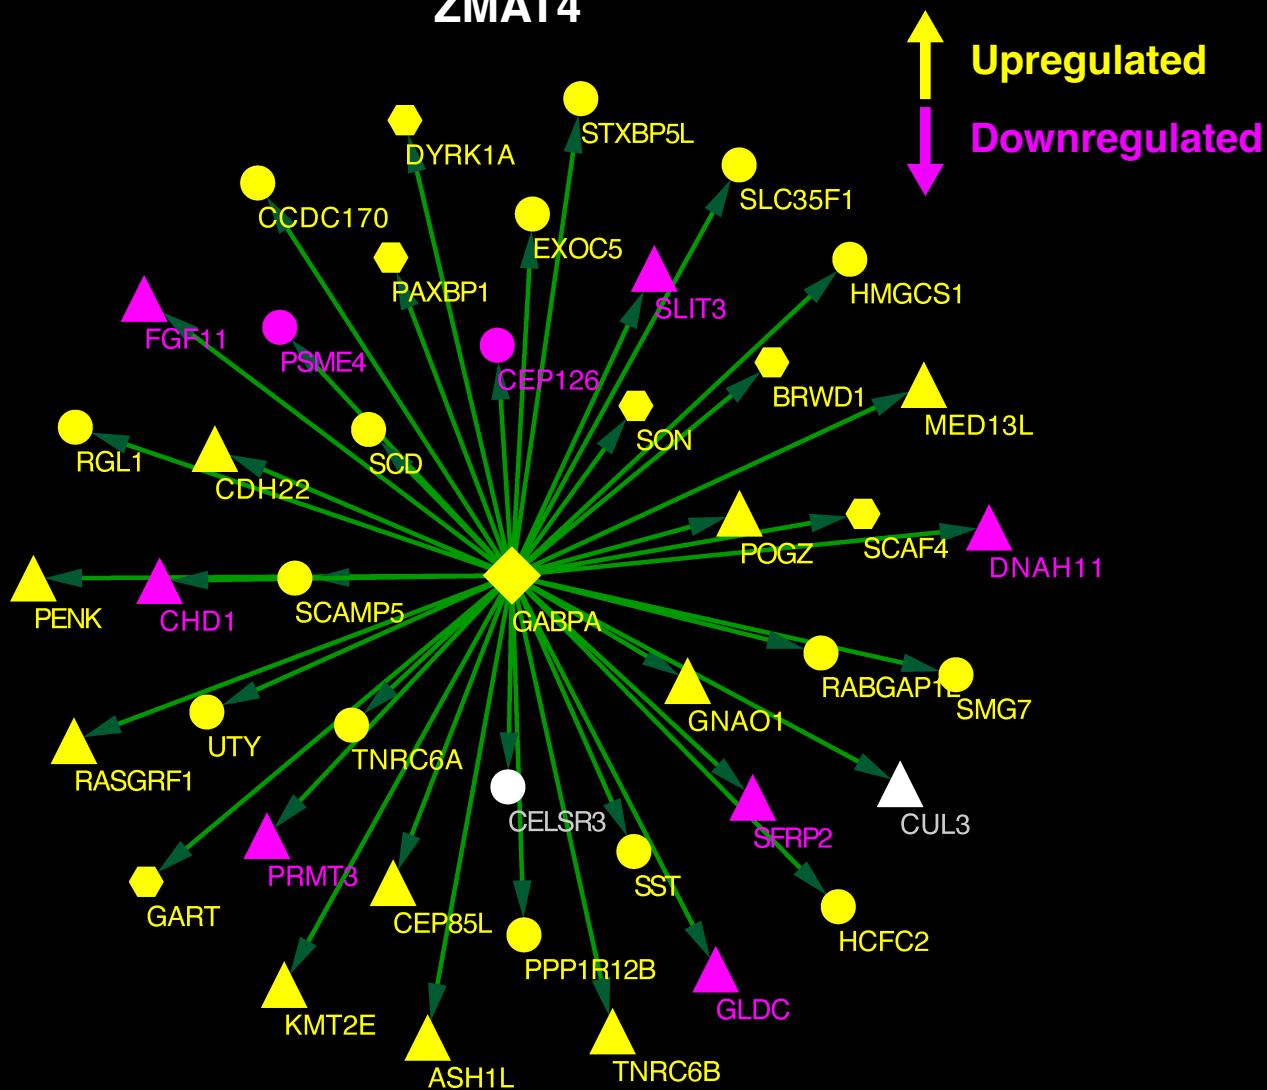 ZMAT4
Upregulated
Downregulated
STXBP5L
DYRK1A
SLC35F1
CCDC170
EXOC5
PAXBP1
HMGCS1
SLIT3
FGF11
PSME4
CEP126
BRWD1
MED13L
SON
RGL1
SCD
CDH22
POGZ
SCAF4
DNAH11
PENK
CHD1
SCAMP5
GABPA
RABGAP1L
SMG7
GNAO1
UTY
TNRC6A
RASGRF1
CELSR3
CUL3
SFRP2
PRMT3
SST
GART
CEP85L
HCFC2
PPP1R12B
GLDC
KMT2E
TNRC6B
ASH1L